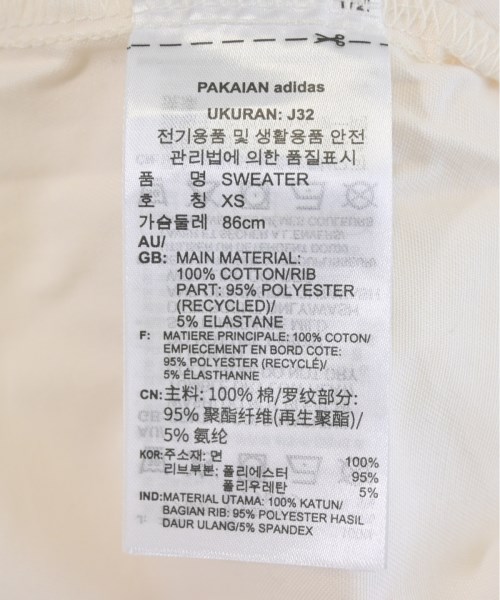 PAKAIAN adidas
UKURAN: J32
전기용품 및 생활용품 안전
관리법에 의한 품질표시
품 명 SWEATER
호 칭 XS
가슴둘레 86cm
AU/
GB: MAIN MATERIAL:
100% COTTON/RIB
PART: 95% POLYESTER
(RECYCLED)/
5% ELASTANE
F: MATIERE PRINCIPALE: 100% COTON/
EMPIECEMENT EN BORD COTE:
95% POLYESTER (RECYCLÉ)/
5% ÉLASTHANNE
CN: 主料: 100% 棉/罗纹部分:
95% 聚酯纤维(再生聚酯)/
5% 氨纶
KOR: 주소재: 면 100%
리브부분: 폴리에스터 95%
폴리우레탄 5%
IND: MATERIAL UTAMA: 100% KATUN/
BAGIAN RIB: 95% POLYESTER HASIL
DAUR ULANG/5% SPANDEX